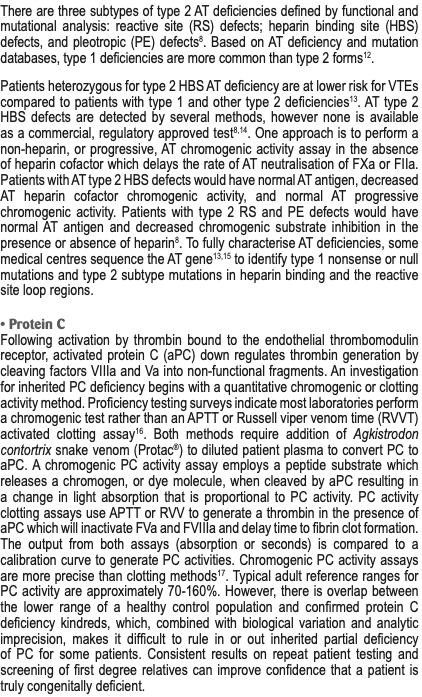 There are three subtypes of type 2 AT deficiencies defined by functional and
mutational analysis: reactive site (RS) defects; heparin binding site (HBS)
defects, and pleotropic (PE) defects⁸. Based on AT deficiency and mutation
databases, type 1 deficiencies are more common than type 2 forms¹².
Patients heterozygous for type 2 HBS AT deficiency are at lower risk for VTEs
compared to patients with type 1 and other type 2 deficiencies¹³. AT type 2
HBS defects are detected by several methods, however none is available
as a commercial, regulatory approved test⁸,¹⁴. One approach is to perform a
non-heparin, or progressive, AT chromogenic activity assay in the absence
of heparin cofactor which delays the rate of AT neutralisation of FXa or FIIa.
Patients with AT type 2 HBS defects would have normal AT antigen, decreased
AT heparin cofactor chromogenic activity, and normal AT progressive
chromogenic activity. Patients with type 2 RS and PE defects would have
normal AT antigen and decreased chromogenic substrate inhibition in the
presence or absence of heparin⁸. To fully characterise AT deficiencies, some
medical centres sequence the AT gene¹³,¹⁵ to identify type 1 nonsense or null
mutations and type 2 subtype mutations in heparin binding and the reactive
site loop regions.
• Protein C
Following activation by thrombin bound to the endothelial thrombomodulin
receptor, activated protein C (aPC) down regulates thrombin generation by
cleaving factors VIIIa and Va into non-functional fragments. An investigation
for inherited PC deficiency begins with a quantitative chromogenic or clotting
activity method. Proficiency testing surveys indicate most laboratories perform
a chromogenic test rather than an APTT or Russell viper venom time (RVVT)
activated clotting assay¹⁶. Both methods require addition of Agkistrodon
contortrix snake venom (Protac®) to diluted patient plasma to convert PC to
aPC. A chromogenic PC activity assay employs a peptide substrate which
releases a chromogen, or dye molecule, when cleaved by aPC resulting in
a change in light absorption that is proportional to PC activity. PC activity
clotting assays use APTT or RVV to generate a thrombin in the presence of
aPC which will inactivate FVa and FVIIIa and delay time to fibrin clot formation.
The output from both assays (absorption or seconds) is compared to a
calibration curve to generate PC activities. Chromogenic PC activity assays
are more precise than clotting methods¹⁷. Typical adult reference ranges for
PC activity are approximately 70-160%. However, there is overlap between
the lower range of a healthy control population and confirmed protein C
deficiency kindreds, which, combined with biological variation and analytic
imprecision, makes it difficult to rule in or out inherited partial deficiency
of PC for some patients. Consistent results on repeat patient testing and
screening of first degree relatives can improve confidence that a patient is
truly congenitally deficient.